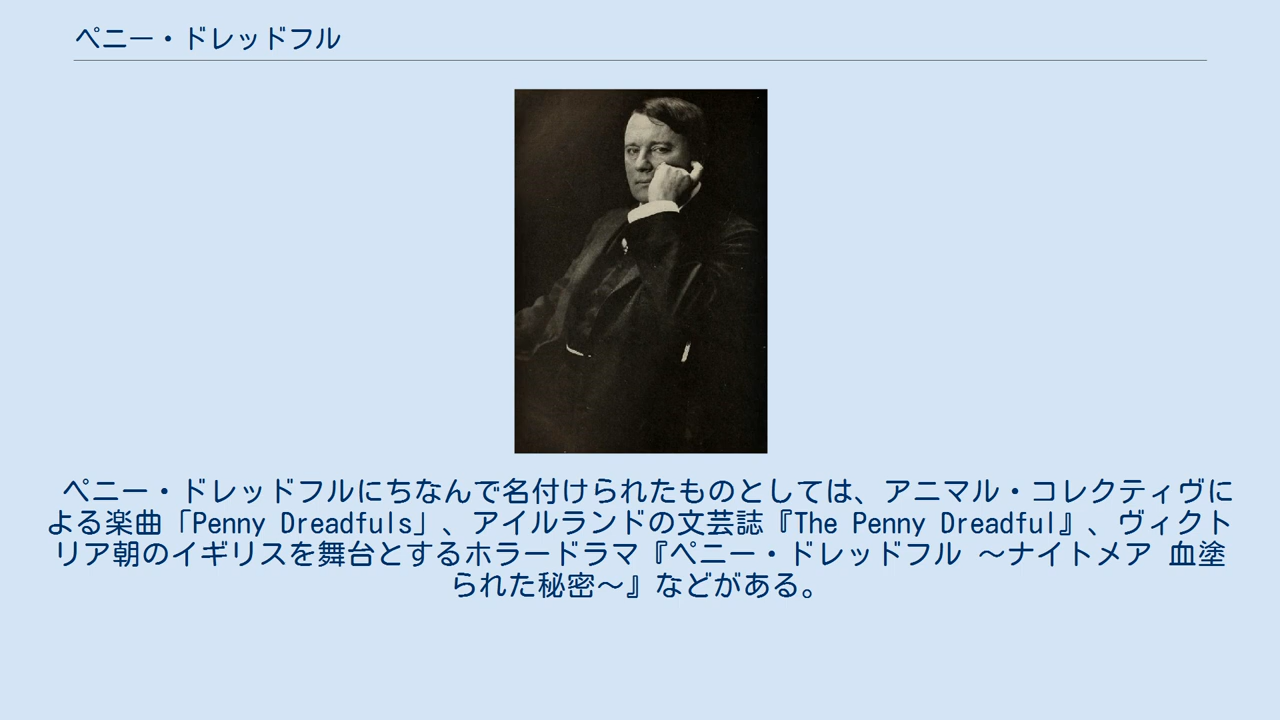 ペニー・ドレッドフル
ペニー・ドレッドフルにちなんで名付けられたものとしては、アニマル・コレクティヴに
よる楽曲「Penny Dreadfuls」、アイルランドの文芸誌『The Penny Dreadful』、ヴィクト
リア朝のイギリスを舞台とするホラードラマ『ペニー・ドレッドフル 〜ナイトメア 血塗
られた秘密〜』などがある。